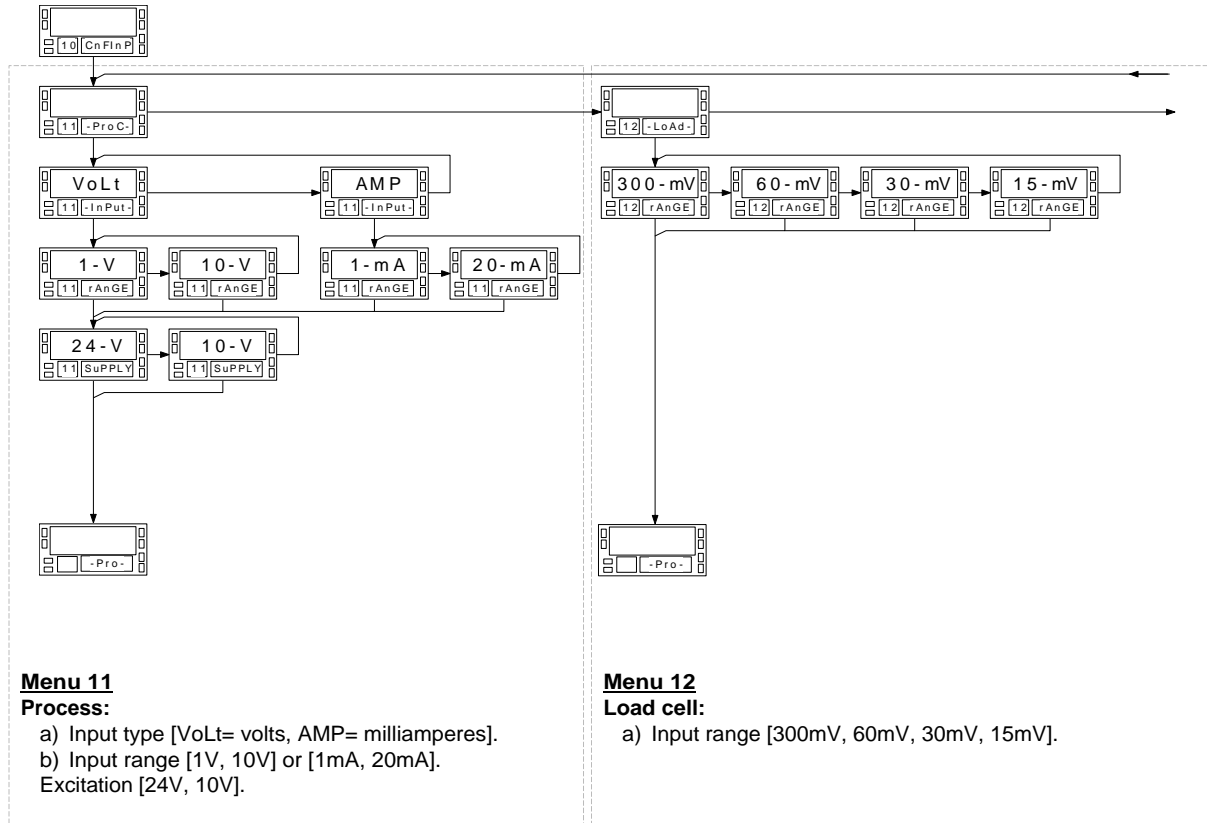 10 CnFInP
11 -ProC-
12 -LoAd-
VoLt
11 -InPut-
AMP
11 -InPut-
300-mV
12 rAnGE
60-mV
12 rAnGE
30-mV
12 rAnGE
15-mV
12 rAnGE
1-V
11 rAnGE
10-V
11 rAnGE
1-mA
11 rAnGE
20-mA
11 rAnGE
24-V
11 SuPPLY
10-V
11 SuPPLY
-Pro-
-Pro-
Menu 11
Process:
a) Input type [VoLt= volts, AMP= milliamperes].
b) Input range [1V, 10V] or [1mA, 20mA].
Excitation [24V, 10V].
Menu 12
Load cell:
a) Input range [300mV, 60mV, 30mV, 15mV].